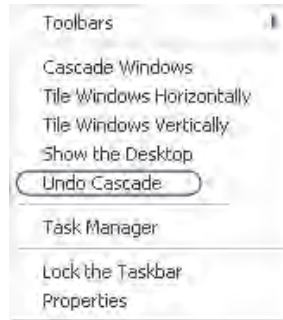 Toolbars
Cascade Windows
Tile Windows Horizontally
Tile Windows Vertically
Show the Desktop
Undo Cascade
Task Manager
Lock the Taskbar
Properties